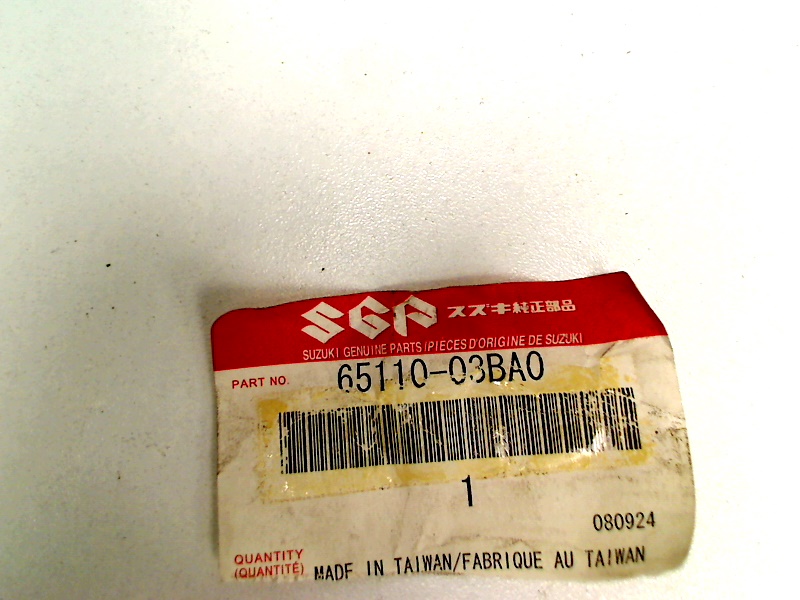 SGP スズキ純正部品
SUZUKI GENUINE PARTS/PIÈCES D'ORIGINE DE SUZUKI
PART NO. 65110-03BA0
1
080924
QUANTITY
(QUANTITÉ)
MADE IN TAIWAN/FABRIQUE AU TAIWAN